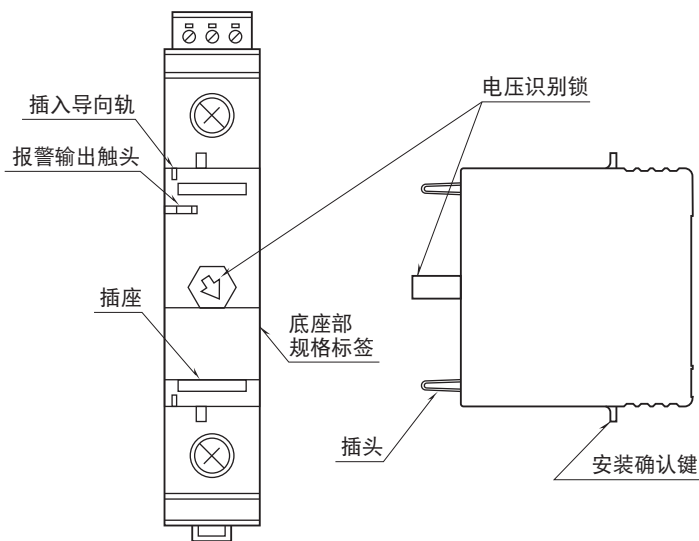 电压识别锁
插入导向轨
报警输出触头
插座
底座部
规格标签
插头
安装确认键